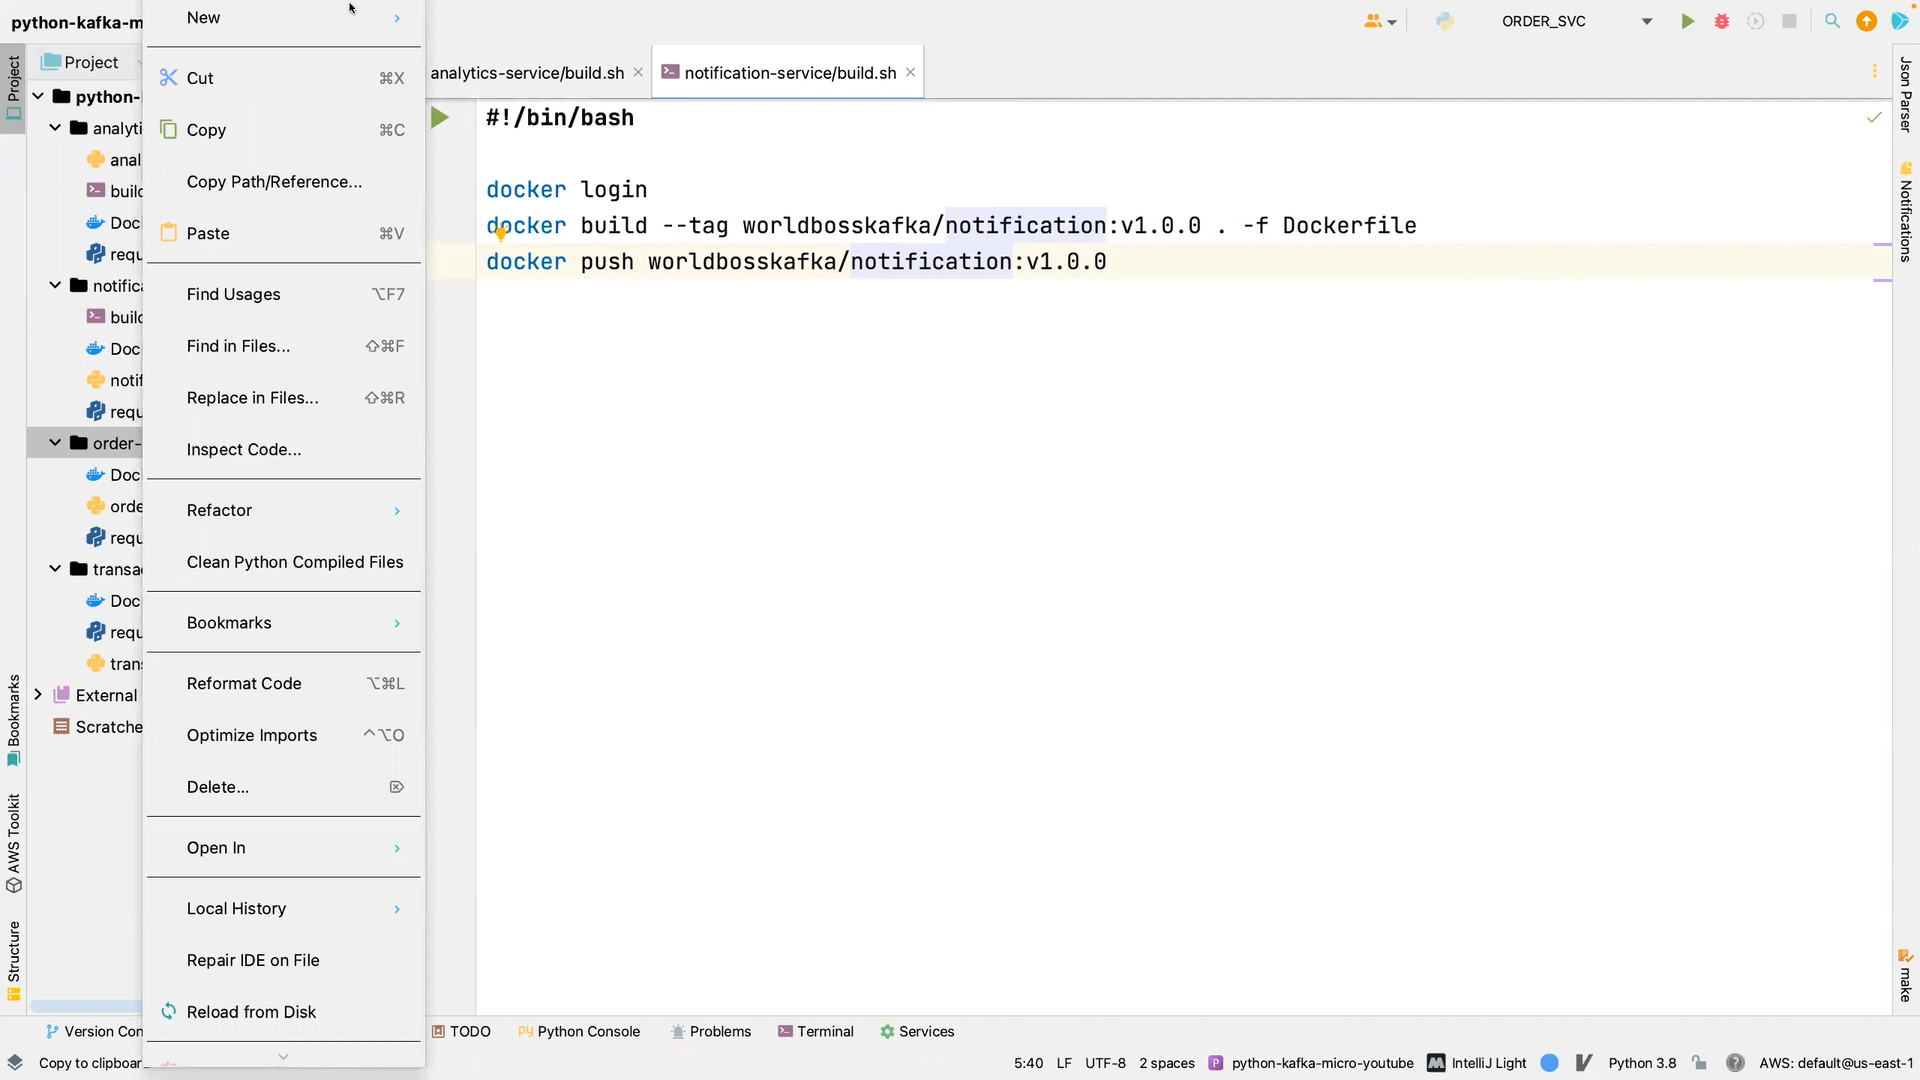 python-kafka-m
ORDER_SVC
Project
analytics-service/build.sh
notification-service/build.sh
Project
python-
analyti
anal
buil
Doc
requ
notifica
buil
Doc
notif
requ
order-
Doc
orde
requ
transa
Doc
requ
tran
External
Scratche
New
Cut ⌘X
Copy ⌘C
Copy Path/Reference...
Paste ⌘V
Find Usages ⌥F7
Find in Files... ⇧⌘F
Replace in Files... ⇧⌘R
Inspect Code...
Refactor
Clean Python Compiled Files
Bookmarks
Reformat Code ⌥⌘L
Optimize Imports ^⌥O
Delete... ⌦
Open In
Local History
Repair IDE on File
Reload from Disk
#!/bin/bash
docker login
docker build --tag worldbosskafka/notification:v1.0.0 . -f Dockerfile
docker push worldbosskafka/notification:v1.0.0
Json Parser
Notifications
make
Bookmarks
AWS Toolkit
Structure
Version Con
TODO
Python Console
Problems
Terminal
Services
Copy to clipboar
5:40 LF UTF-8 2 spaces python-kafka-micro-youtube IntelliJ Light Python 3.8 AWS: default@us-east-1